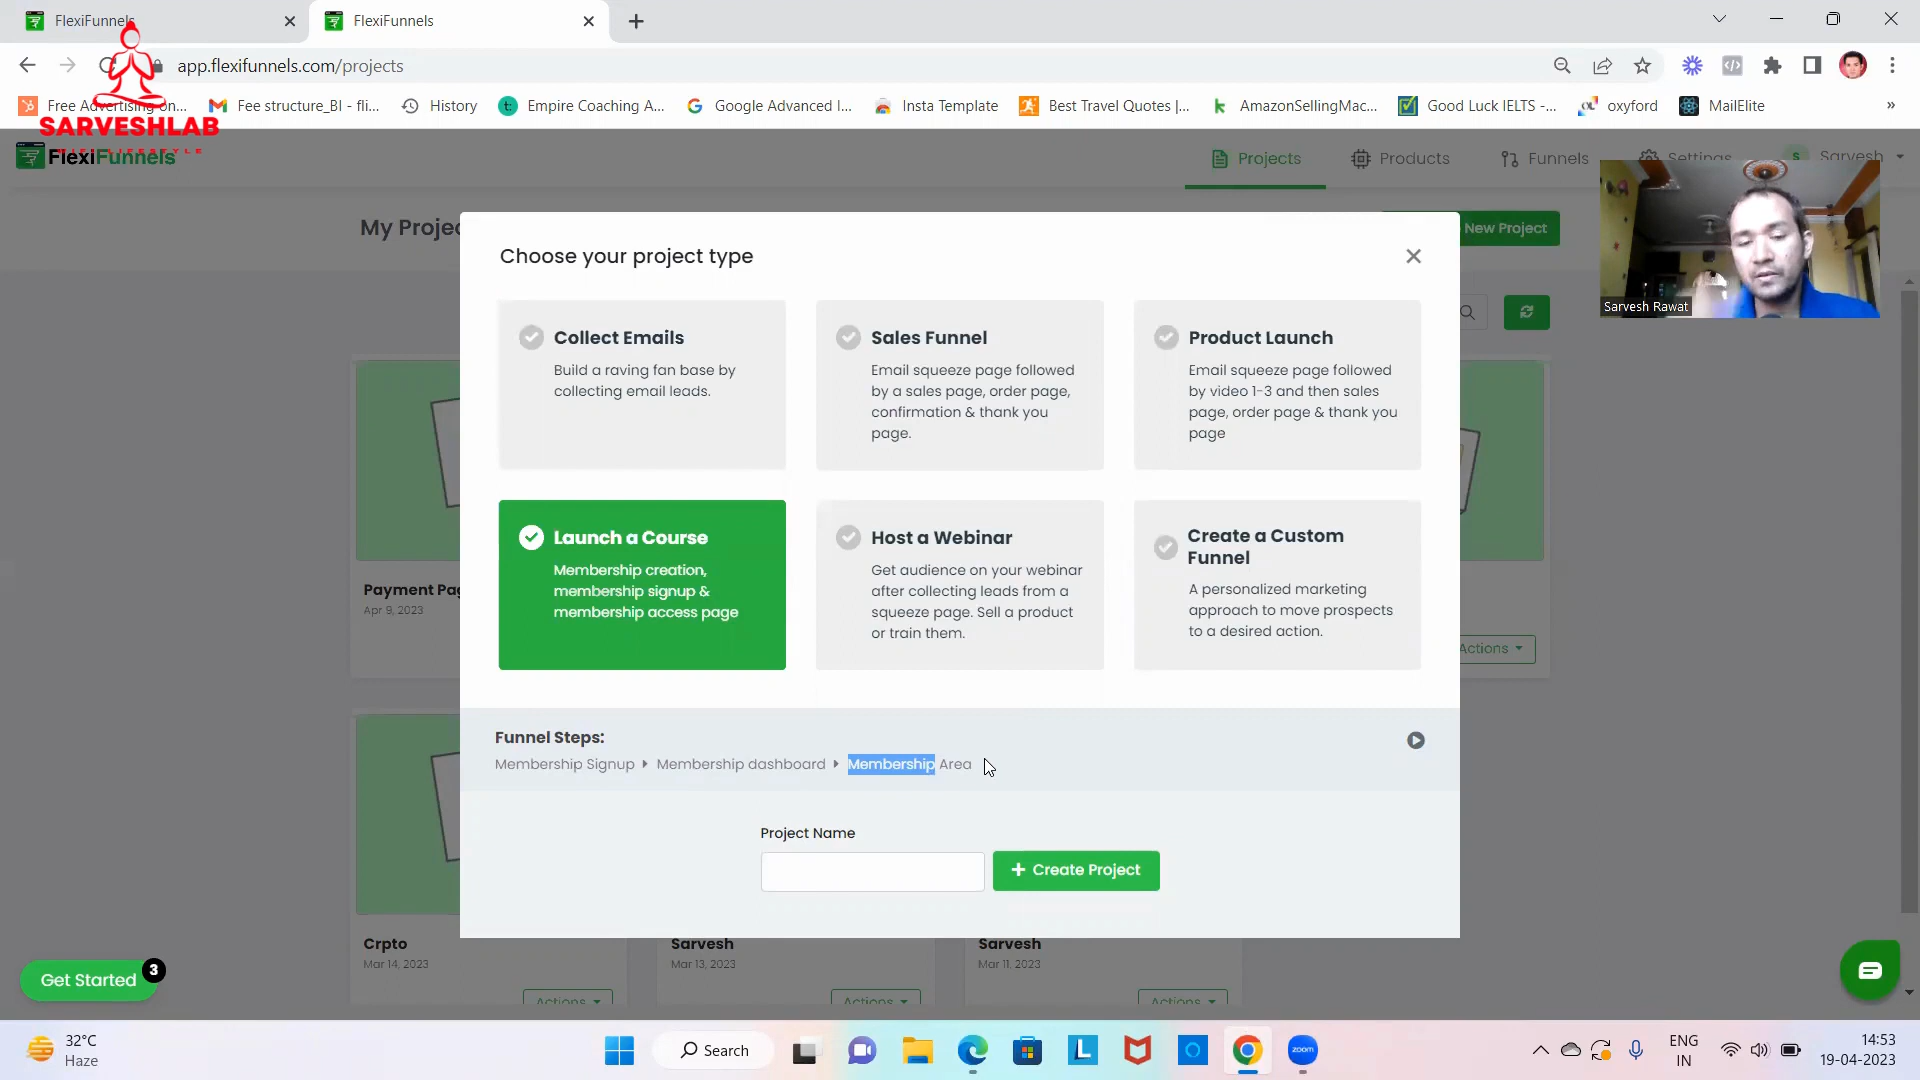 FlexiFunnels
FlexiFunnels
app.flexifunnels.com/projects
Free Advertising on...
Fee structure_BI - fli...
History
Empire Coaching A...
Google Advanced I...
Insta Template
Best Travel Quotes |...
AmazonSellingMac...
Good Luck IELTS -...
oxyford
MailElite
»
SARVESHLAB
FlexiFunnels
Projects
Products
Funnels
Settings
S
Sarvesh
My Projec
New Project
Sarvesh Rawat
Choose your project type
Collect Emails
Build a raving fan base by
collecting email leads.
Sales Funnel
Email squeeze page followed
by a sales page, order page,
confirmation & thank you
page.
Product Launch
Email squeeze page followed
by video 1-3 and then sales
page, order page & thank you
page
Launch a Course
Membership creation,
membership signup &
membership access page
Host a Webinar
Get audience on your webinar
after collecting leads from a
squeeze page. Sell a product
or train them.
Create a Custom
Funnel
A personalized marketing
approach to move prospects
to a desired action.
Payment Pag
Apr 9, 2023
Actions
Funnel Steps:
Membership Signup
Membership dashboard
Membership Area
Project Name
+ Create Project
Crpto
Mar 14, 2023
Actions
Sarvesh
Mar 13, 2023
Actions
Sarvesh
Mar 11, 2023
Actions
Get Started
3
32°C
Haze
Search
L
zoom
ENG
IN
14:53
19-04-2023